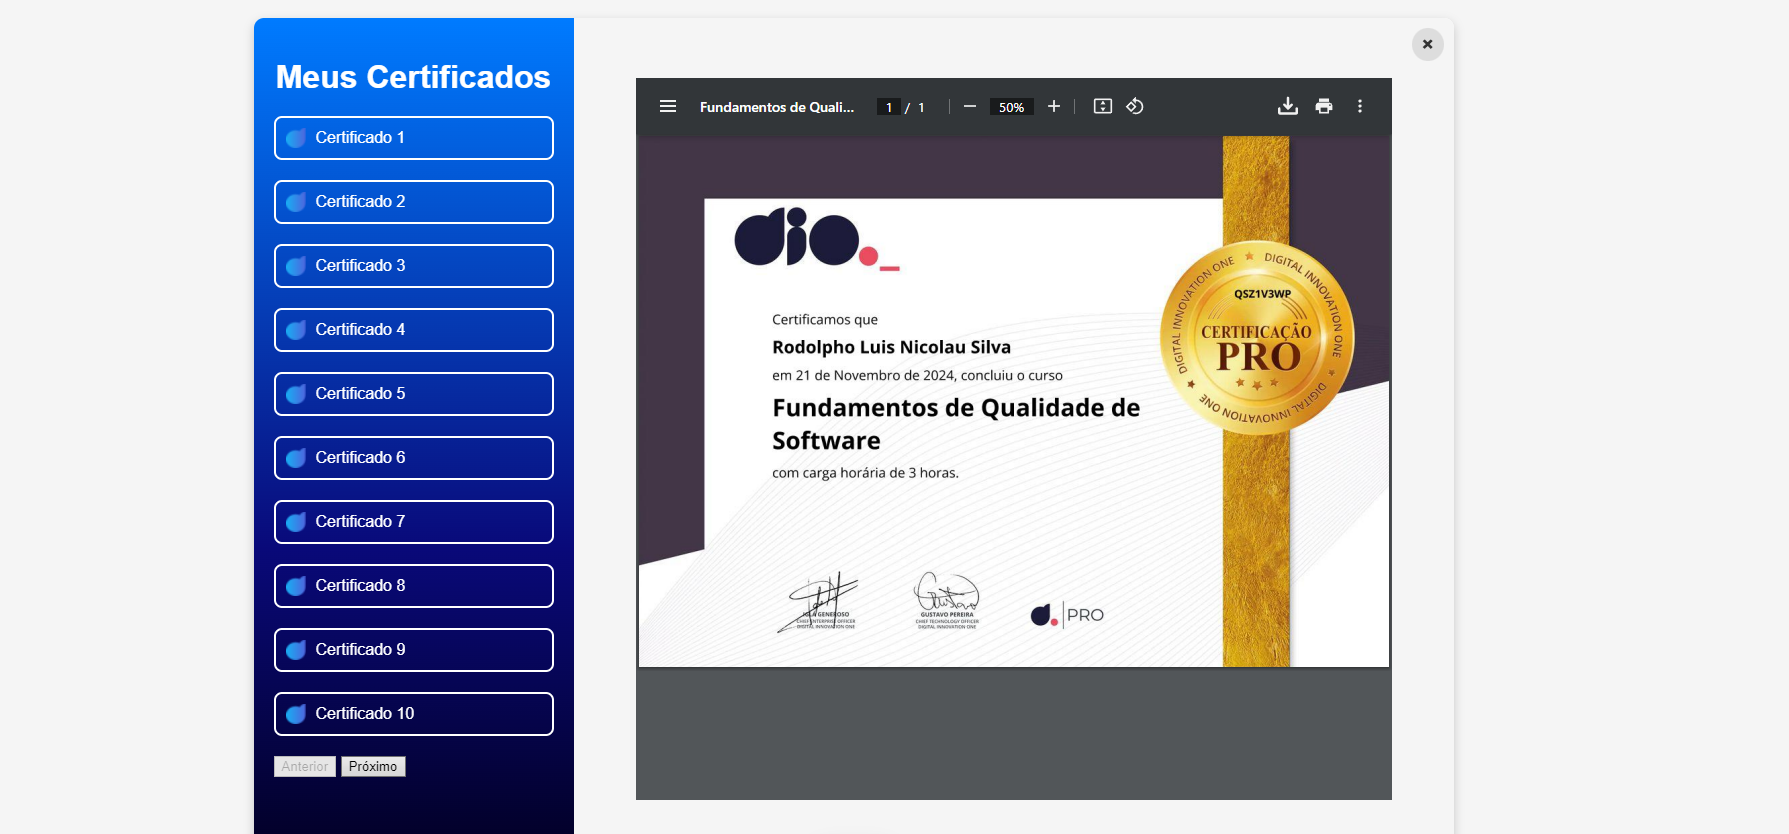 Meus Certificados
Certificado 1
Certificado 2
Certificado 3
Certificado 4
Certificado 5
Certificado 6
Certificado 7
Certificado 8
Certificado 9
Certificado 10
Anterior Próximo
Fundamentos de Quali... 1 / 1 50%
dio._
Certificamos que
Rodolpho Luis Nicolau Silva
em 21 de Novembro de 2024, concluiu o curso
Fundamentos de Qualidade de
Software
com carga horária de 3 horas.
DIGITAL INNOVATION ONE ★ DIGITAL INNOVATION ONE ★ DIGITAL INNOVATION ONE ★
QSZ1V3WP
CERTIFICAÇÃO
PRO
IGLÁ GENEROSO
CHIEF ENTERPRISE OFFICER
DIGITAL INNOVATION ONE
GUSTAVO PEREIRA
CHIEF TECHNOLOGY OFFICER
DIGITAL INNOVATION ONE
d. | PRO